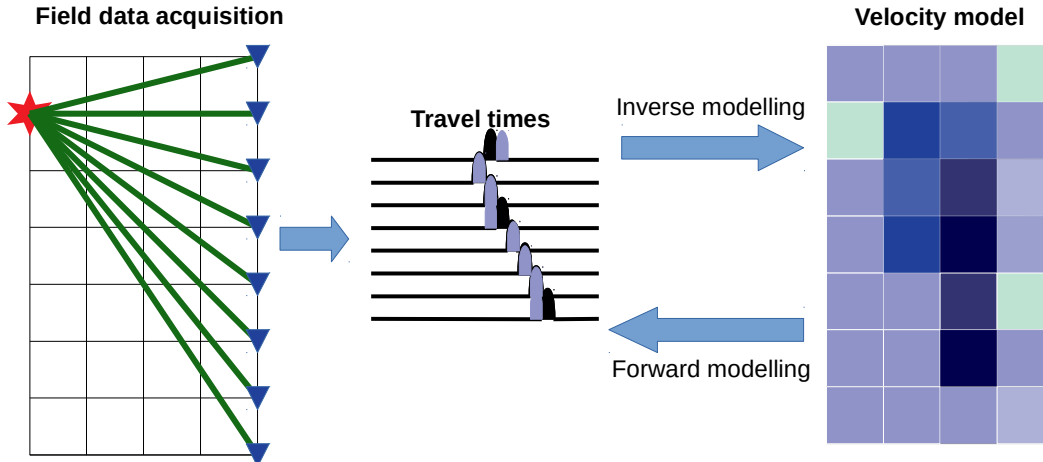 Field data acquisition
Velocity model
Travel times
Inverse modelling
Forward modelling